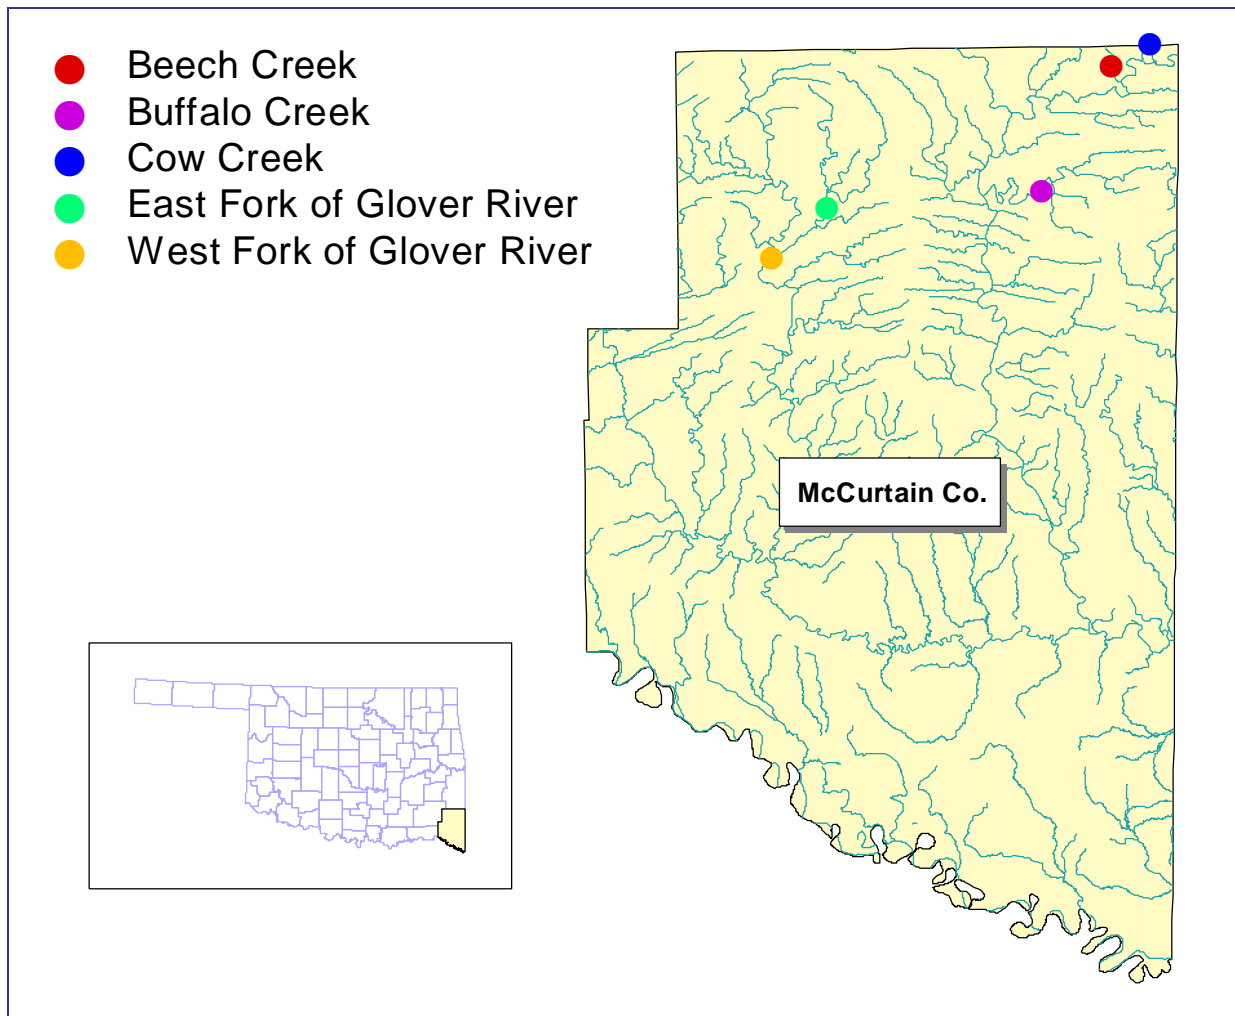 Beech Creek
Buffalo Creek
Cow Creek
East Fork of Glover River
West Fork of Glover River
McCurtain Co.